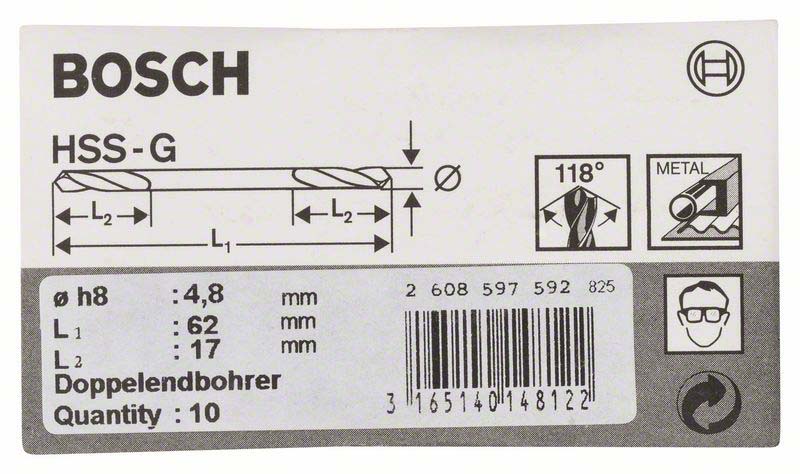 BOSCH
HSS-G
Ø
L2
L2
L1
118°
METAL
ø h8 : 4,8 mm
L1 : 62 mm
L2 : 17 mm
Doppelendbohrer
Quantity : 10
2 608 597 592 825
3 165140 148122